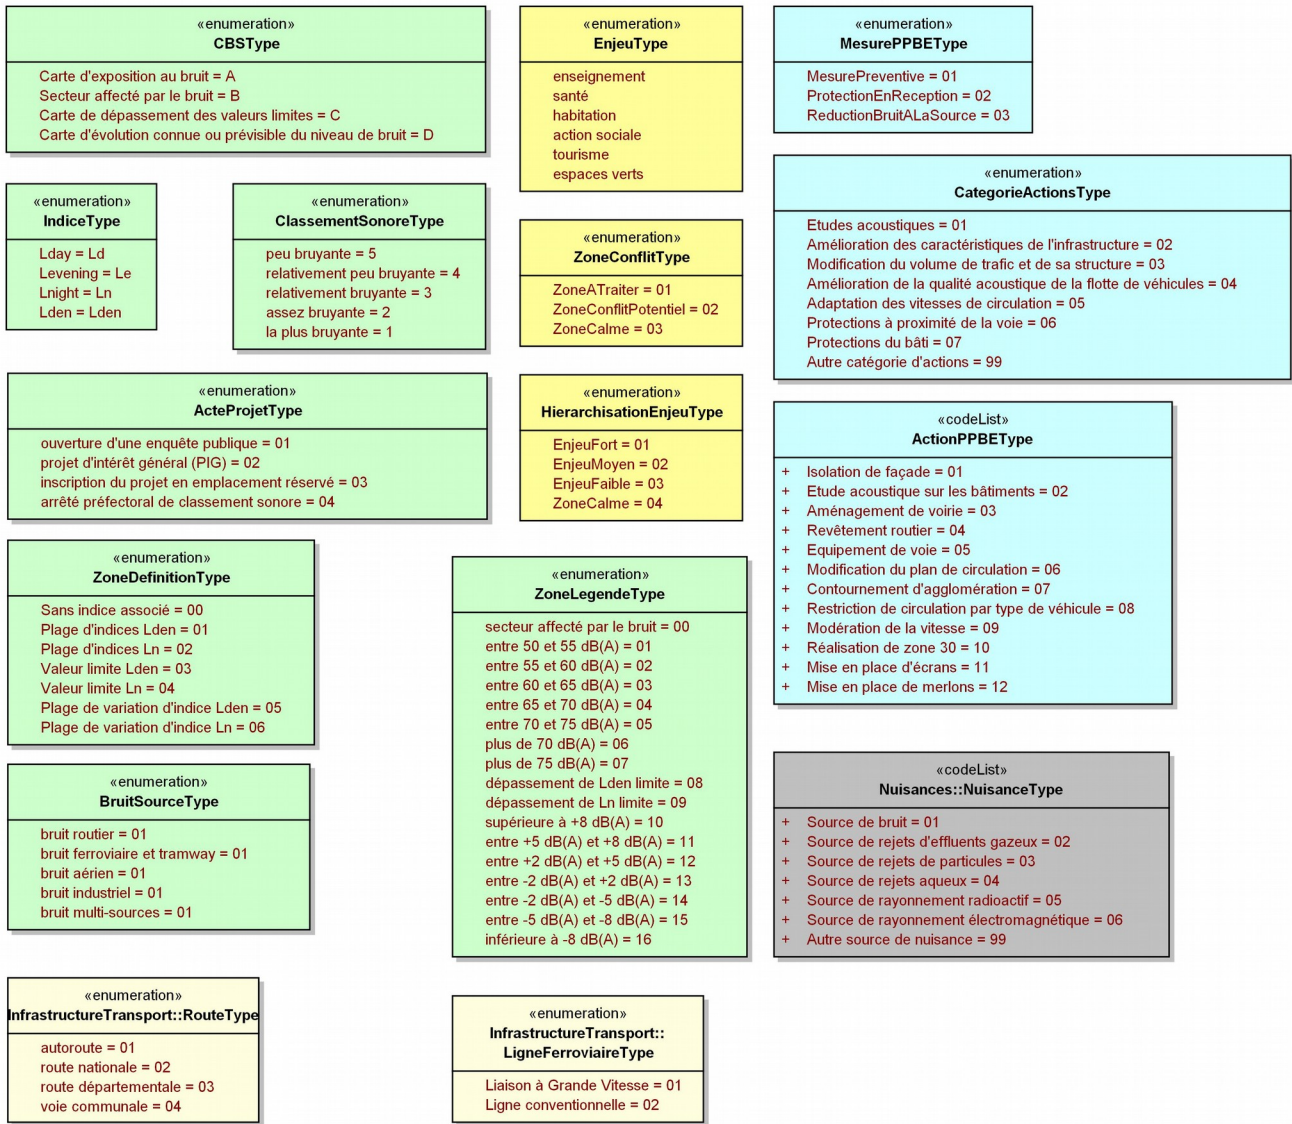 «enumeration»
CBSType
Carte d'exposition au bruit = A
Secteur affecté par le bruit = B
Carte de dépassement des valeurs limites = C
Carte d'évolution connue ou prévisible du niveau de bruit = D
«enumeration»
EnjeuType
enseignement
santé
habitation
action sociale
tourisme
espaces verts
«enumeration»
MesurePPBEType
MesurePreventive = 01
ProtectionEnReception = 02
ReductionBruitALaSource = 03
«enumeration»
IndiceType
Lday = Ld
Levening = Le
Lnight = Ln
Lden = Lden
«enumeration»
ClassementSonoreType
peu bruyante = 5
relativement peu bruyante = 4
relativement bruyante = 3
assez bruyante = 2
la plus bruyante = 1
«enumeration»
ZoneConflitType
ZoneATraiter = 01
ZoneConflitPotentiel = 02
ZoneCalme = 03
«enumeration»
CategorieActionsType
Etudes acoustiques = 01
Amélioration des caractéristiques de l'infrastructure = 02
Modification du volume de trafic et de sa structure = 03
Amélioration de la qualité acoustique de la flotte de véhicules = 04
Adaptation des vitesses de circulation = 05
Protections à proximité de la voie = 06
Protections du bâti = 07
Autre catégorie d'actions = 99
«enumeration»
ActeProjetType
ouverture d'une enquête publique = 01
projet d'intérêt général (PIG) = 02
inscription du projet en emplacement réservé = 03
arrêté préfectoral de classement sonore = 04
«enumeration»
HierarchisationEnjeuType
EnjeuFort = 01
EnjeuMoyen = 02
EnjeuFaible = 03
ZoneCalme = 04
«codeList»
ActionPPBEType
+ Isolation de façade = 01
+ Etude acoustique sur les bâtiments = 02
+ Aménagement de voirie = 03
+ Revêtement routier = 04
+ Equipement de voie = 05
+ Modification du plan de circulation = 06
+ Contournement d'agglomération = 07
+ Restriction de circulation par type de véhicule = 08
+ Modération de la vitesse = 09
+ Réalisation de zone 30 = 10
+ Mise en place d'écrans = 11
+ Mise en place de merlons = 12
«enumeration»
ZoneDefinitionType
Sans indice associé = 00
Plage d'indices Lden = 01
Plage d'indices Ln = 02
Valeur limite Lden = 03
Valeur limite Ln = 04
Plage de variation d'indice Lden = 05
Plage de variation d'indice Ln = 06
«enumeration»
ZoneLegendeType
secteur affecté par le bruit = 00
entre 50 et 55 dB(A) = 01
entre 55 et 60 dB(A) = 02
entre 60 et 65 dB(A) = 03
entre 65 et 70 dB(A) = 04
entre 70 et 75 dB(A) = 05
plus de 70 dB(A) = 06
plus de 75 dB(A) = 07
dépassement de Lden limite = 08
dépassement de Ln limite = 09
supérieure à +8 dB(A) = 10
entre +5 dB(A) et +8 dB(A) = 11
entre +2 dB(A) et +5 dB(A) = 12
entre -2 dB(A) et +2 dB(A) = 13
entre -2 dB(A) et -5 dB(A) = 14
entre -5 dB(A) et -8 dB(A) = 15
inférieure à -8 dB(A) = 16
«enumeration»
BruitSourceType
bruit routier = 01
bruit ferroviaire et tramway = 01
bruit aérien = 01
bruit industriel = 01
bruit multi-sources = 01
«codeList»
Nuisances::NuisanceType
+ Source de bruit = 01
+ Source de rejets d'effluents gazeux = 02
+ Source de rejets de particules = 03
+ Source de rejets aqueux = 04
+ Source de rayonnement radioactif = 05
+ Source de rayonnement électromagnétique = 06
+ Autre source de nuisance = 99
«enumeration»
InfrastructureTransport::RouteType
autoroute = 01
route nationale = 02
route départementale = 03
voie communale = 04
«enumeration»
InfrastructureTransport::
LigneFerroviaireType
Liaison à Grande Vitesse = 01
Ligne conventionnelle = 02